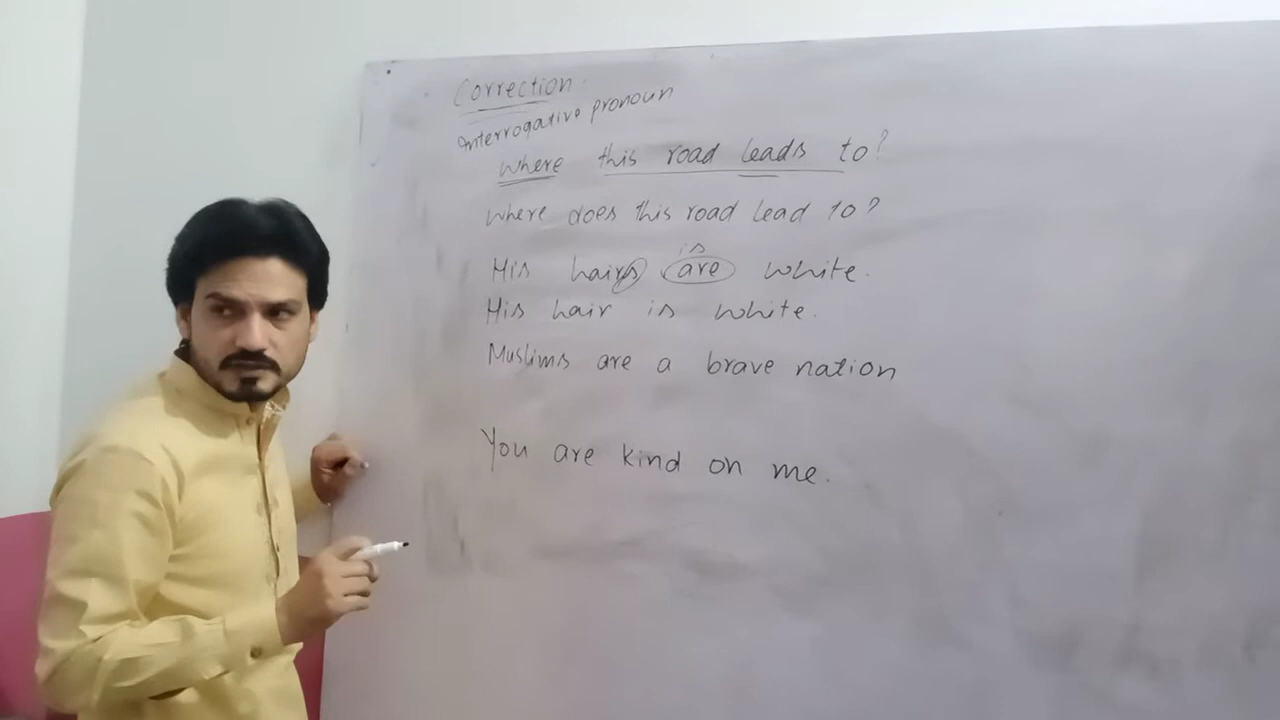 Correction
Interrogative pronoun
Where this road leads to?
Where does this road lead to?
is
His hairs are white.
His hair is white.
Muslims are a brave nation
You are kind on me.